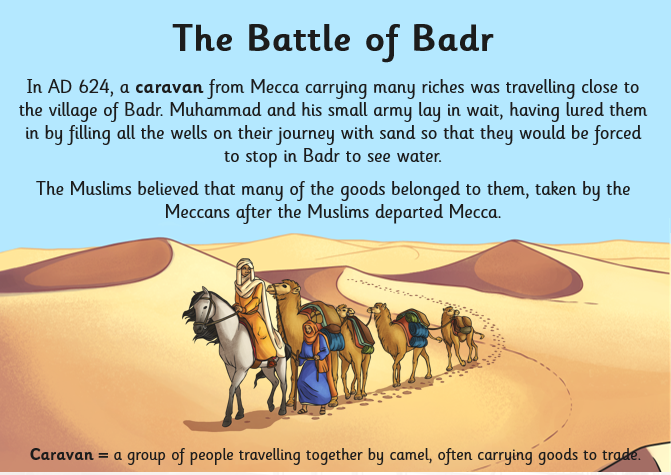 The Battle of Badr
In AD 624, a caravan from Mecca carrying many riches was travelling close to
the village of Badr. Muhammad and his small army lay in wait, having lured them
in by filling all the wells on their journey with sand so that they would be forced
to stop in Badr to see water.
The Muslims believed that many of the goods belonged to them, taken by the
Meccans after the Muslims departed Mecca.
Caravan = a group of people travelling together by camel, often carrying goods to trade.